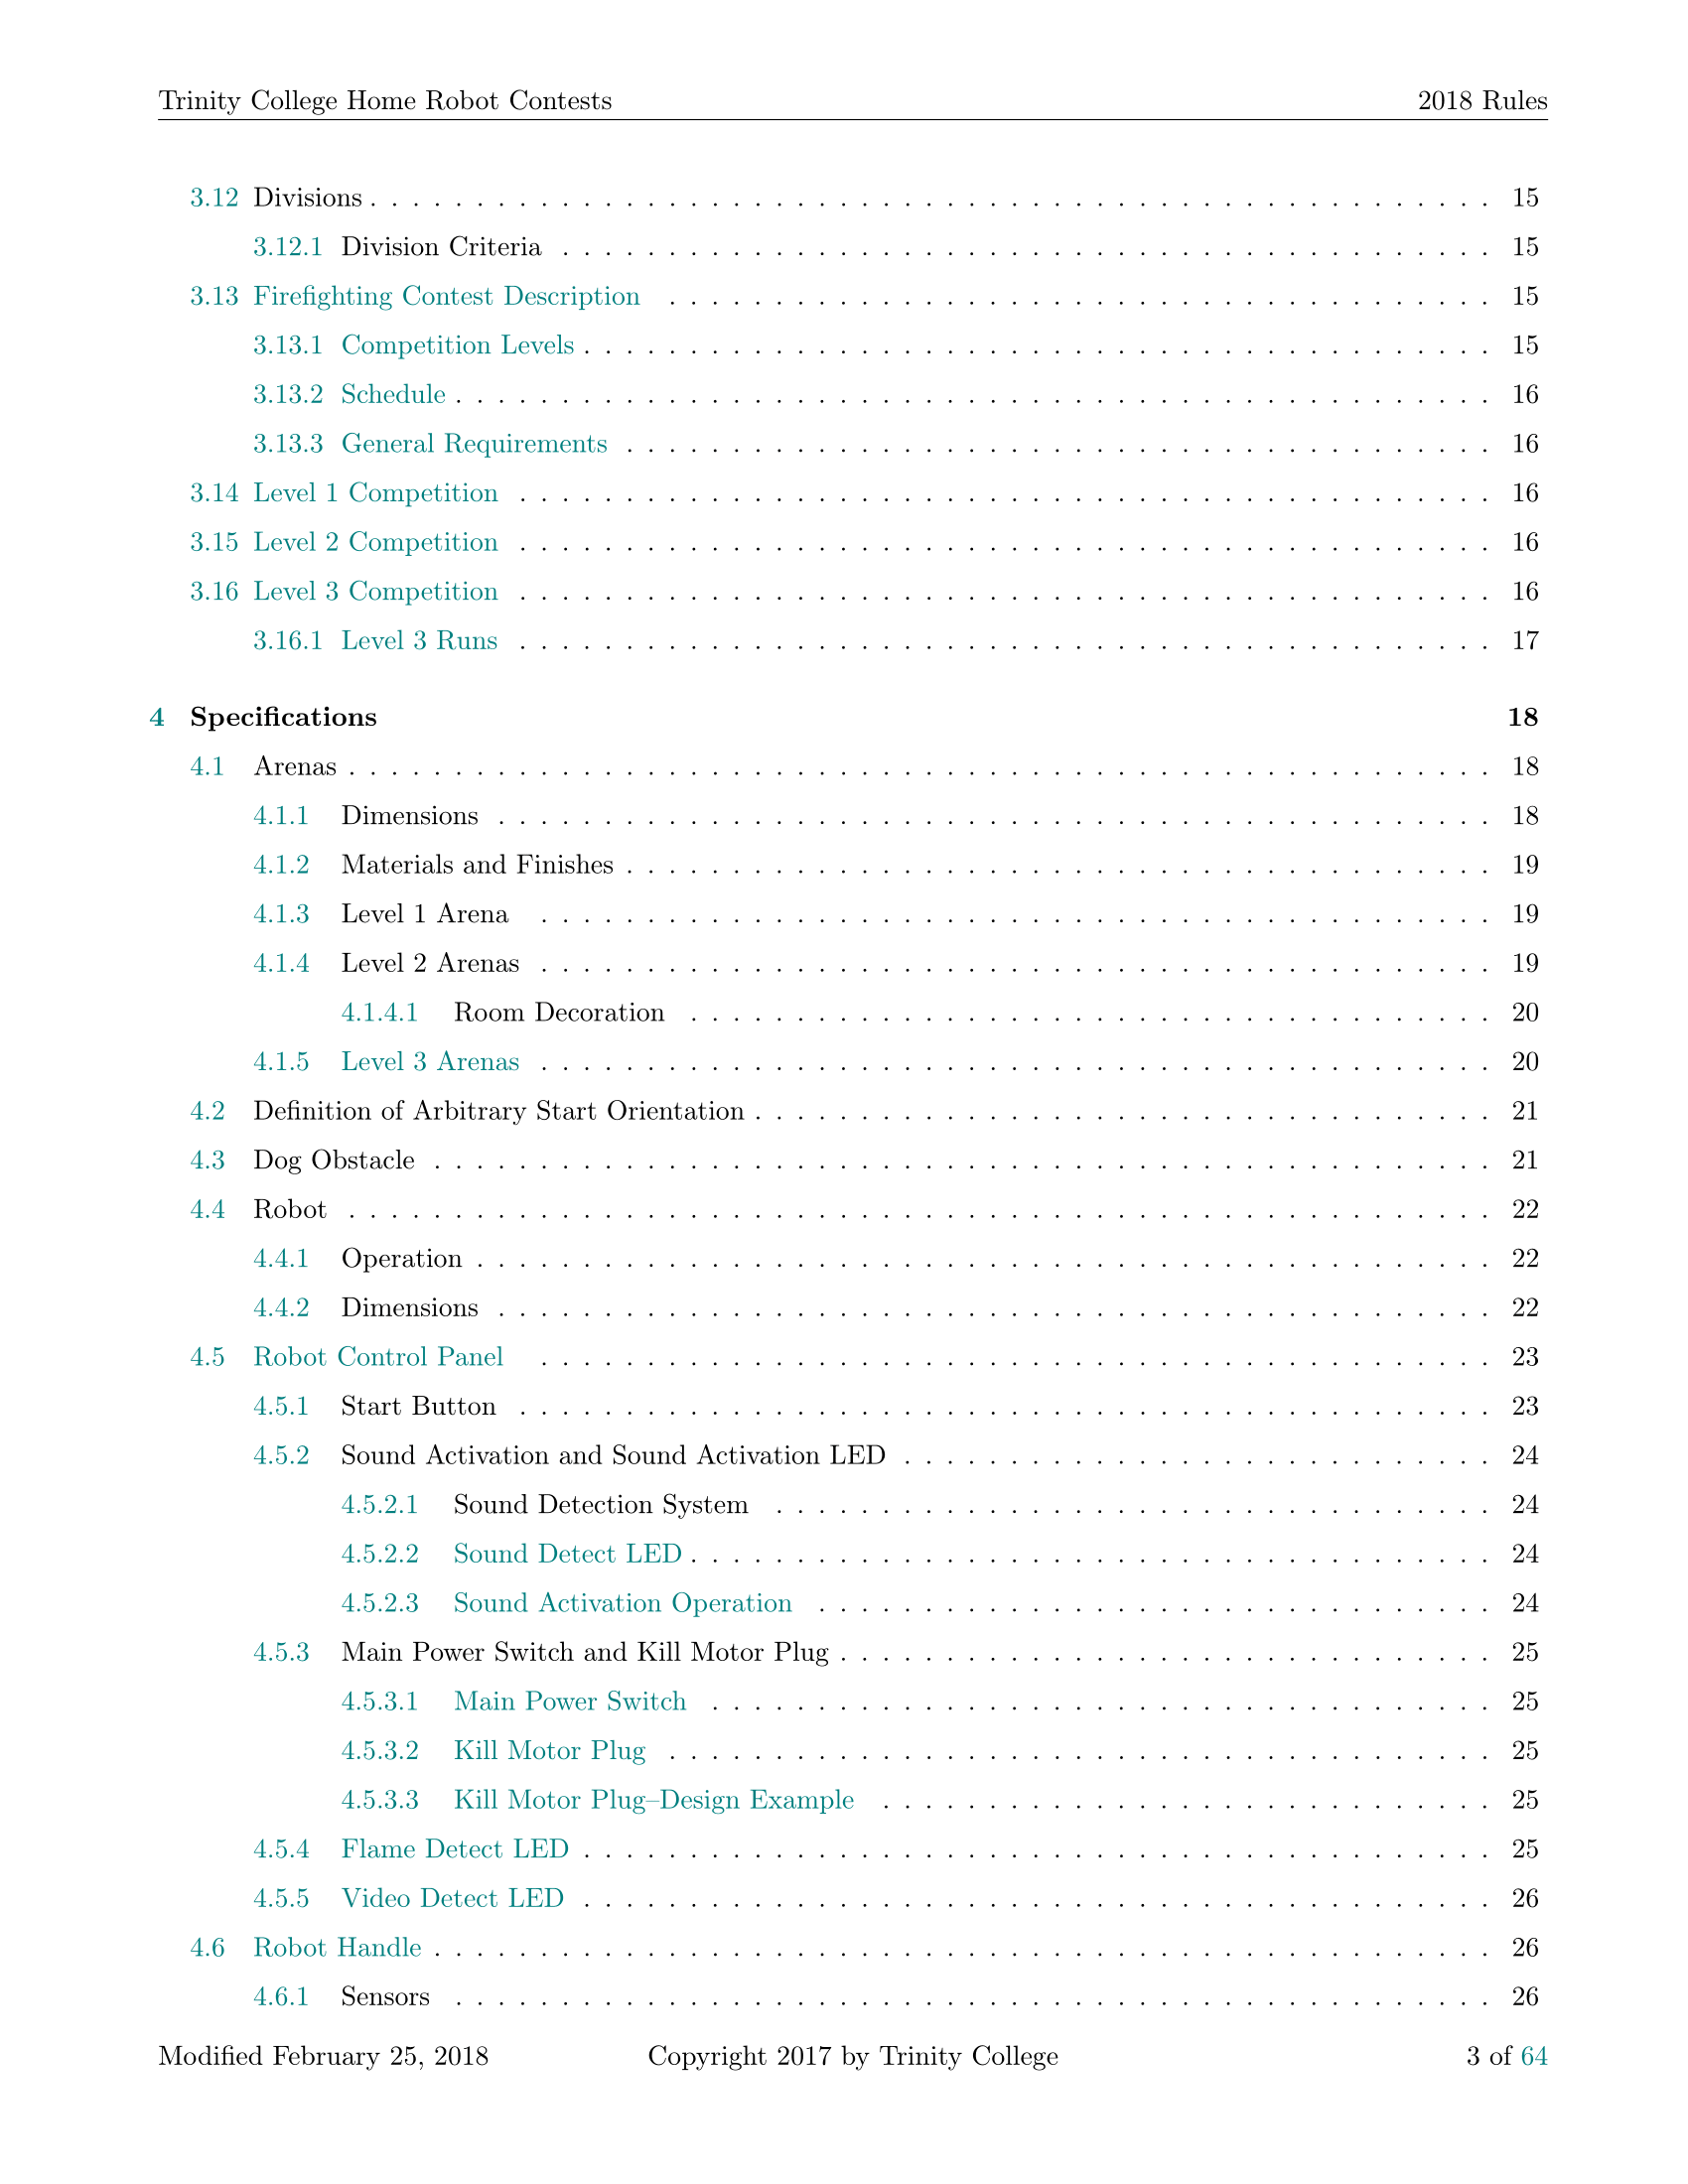 Trinity College Home Robot Contests 2018 Rules
3.12 Divisions . . . . . . . . . . . . . . . . . . . . . . . . . . . . . . . . . . . . . . . . . . . . . . . . . . . . . 15
3.12.1 Division Criteria . . . . . . . . . . . . . . . . . . . . . . . . . . . . . . . . . . . . . . . . . . . . 15
3.13 Firefighting Contest Description . . . . . . . . . . . . . . . . . . . . . . . . . . . . . . . . . . . . . . . 15
3.13.1 Competition Levels . . . . . . . . . . . . . . . . . . . . . . . . . . . . . . . . . . . . . . . . . . . 15
3.13.2 Schedule . . . . . . . . . . . . . . . . . . . . . . . . . . . . . . . . . . . . . . . . . . . . . . . . . 16
3.13.3 General Requirements . . . . . . . . . . . . . . . . . . . . . . . . . . . . . . . . . . . . . . . . . 16
3.14 Level 1 Competition . . . . . . . . . . . . . . . . . . . . . . . . . . . . . . . . . . . . . . . . . . . . . . 16
3.15 Level 2 Competition . . . . . . . . . . . . . . . . . . . . . . . . . . . . . . . . . . . . . . . . . . . . . . 16
3.16 Level 3 Competition . . . . . . . . . . . . . . . . . . . . . . . . . . . . . . . . . . . . . . . . . . . . . . 16
3.16.1 Level 3 Runs . . . . . . . . . . . . . . . . . . . . . . . . . . . . . . . . . . . . . . . . . . . . . . 17
4 Specifications 18
4.1 Arenas . . . . . . . . . . . . . . . . . . . . . . . . . . . . . . . . . . . . . . . . . . . . . . . . . . . . . . 18
4.1.1 Dimensions . . . . . . . . . . . . . . . . . . . . . . . . . . . . . . . . . . . . . . . . . . . . . . . 18
4.1.2 Materials and Finishes . . . . . . . . . . . . . . . . . . . . . . . . . . . . . . . . . . . . . . . . . 19
4.1.3 Level 1 Arena . . . . . . . . . . . . . . . . . . . . . . . . . . . . . . . . . . . . . . . . . . . . . 19
4.1.4 Level 2 Arenas . . . . . . . . . . . . . . . . . . . . . . . . . . . . . . . . . . . . . . . . . . . . . 19
4.1.4.1 Room Decoration . . . . . . . . . . . . . . . . . . . . . . . . . . . . . . . . . . . . . . 20
4.1.5 Level 3 Arenas . . . . . . . . . . . . . . . . . . . . . . . . . . . . . . . . . . . . . . . . . . . . . 20
4.2 Definition of Arbitrary Start Orientation . . . . . . . . . . . . . . . . . . . . . . . . . . . . . . . . . . . 21
4.3 Dog Obstacle . . . . . . . . . . . . . . . . . . . . . . . . . . . . . . . . . . . . . . . . . . . . . . . . . . 21
4.4 Robot . . . . . . . . . . . . . . . . . . . . . . . . . . . . . . . . . . . . . . . . . . . . . . . . . . . . . . 22
4.4.1 Operation . . . . . . . . . . . . . . . . . . . . . . . . . . . . . . . . . . . . . . . . . . . . . . . . 22
4.4.2 Dimensions . . . . . . . . . . . . . . . . . . . . . . . . . . . . . . . . . . . . . . . . . . . . . . . 22
4.5 Robot Control Panel . . . . . . . . . . . . . . . . . . . . . . . . . . . . . . . . . . . . . . . . . . . . . 23
4.5.1 Start Button . . . . . . . . . . . . . . . . . . . . . . . . . . . . . . . . . . . . . . . . . . . . . . 23
4.5.2 Sound Activation and Sound Activation LED . . . . . . . . . . . . . . . . . . . . . . . . . . . . 24
4.5.2.1 Sound Detection System . . . . . . . . . . . . . . . . . . . . . . . . . . . . . . . . . . 24
4.5.2.2 Sound Detect LED . . . . . . . . . . . . . . . . . . . . . . . . . . . . . . . . . . . . . . 24
4.5.2.3 Sound Activation Operation . . . . . . . . . . . . . . . . . . . . . . . . . . . . . . . . 24
4.5.3 Main Power Switch and Kill Motor Plug . . . . . . . . . . . . . . . . . . . . . . . . . . . . . . . 25
4.5.3.1 Main Power Switch . . . . . . . . . . . . . . . . . . . . . . . . . . . . . . . . . . . . . 25
4.5.3.2 Kill Motor Plug . . . . . . . . . . . . . . . . . . . . . . . . . . . . . . . . . . . . . . . 25
4.5.3.3 Kill Motor Plug–Design Example . . . . . . . . . . . . . . . . . . . . . . . . . . . . . 25
4.5.4 Flame Detect LED . . . . . . . . . . . . . . . . . . . . . . . . . . . . . . . . . . . . . . . . . . . 25
4.5.5 Video Detect LED . . . . . . . . . . . . . . . . . . . . . . . . . . . . . . . . . . . . . . . . . . . 26
4.6 Robot Handle . . . . . . . . . . . . . . . . . . . . . . . . . . . . . . . . . . . . . . . . . . . . . . . . . . 26
4.6.1 Sensors . . . . . . . . . . . . . . . . . . . . . . . . . . . . . . . . . . . . . . . . . . . . . . . . . 26
Modified February 25, 2018 Copyright 2017 by Trinity College 3 of 64